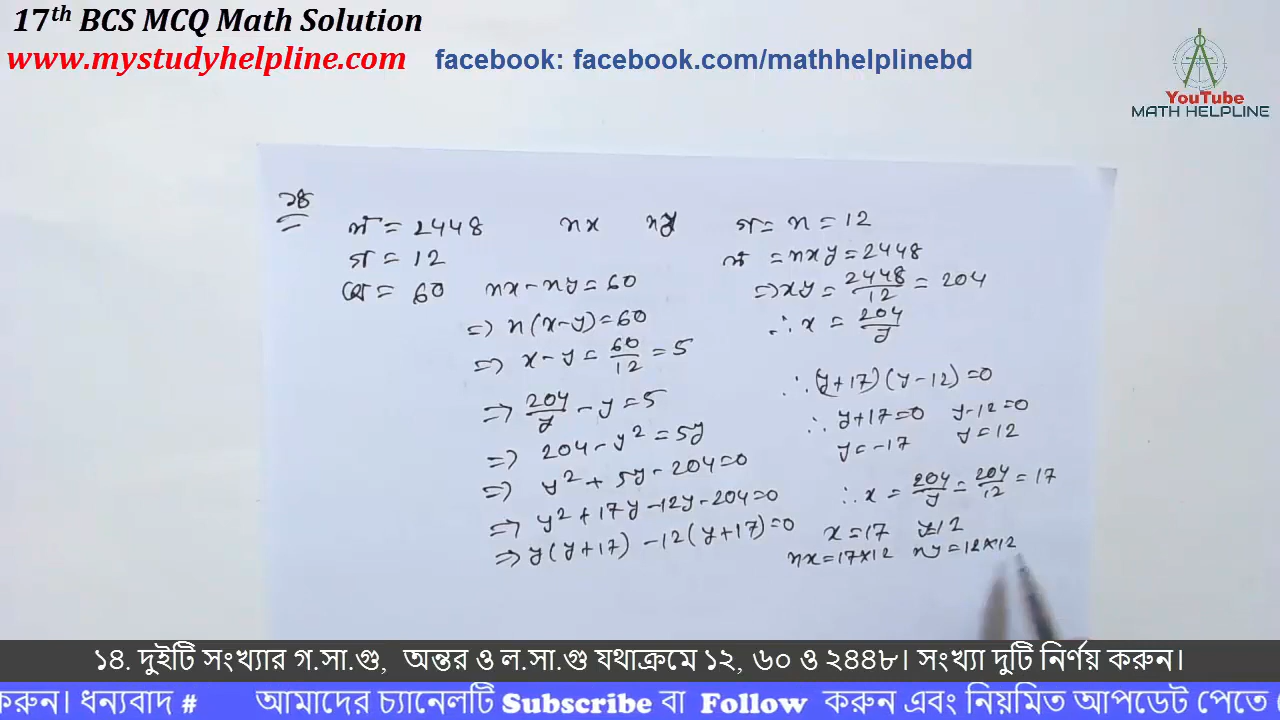 17th BCS MCQ Math Solution
www.mystudyhelpline.com facebook: facebook.com/mathhelplinebd
YouTube
MATH HELPLINE
১৪
ল = 2448 nx ny গ = n = 12
গ = 12 ল = nxy = 2448
অ = 60 nx - ny = 60 ⇒ xy = 2448/12 = 204
⇒ n(x-y) = 60 ∴ x = 204/y
⇒ x - y = 60/12 = 5
⇒ 204/y - y = 5
⇒ 204 - y² = 5y
⇒ y² + 5y - 204 = 0
⇒ y² + 17y - 12y - 204 = 0
⇒ y(y+17) - 12(y+17) = 0
∴ (y+17)(y-12) = 0
∴ y+17 = 0 y-12 = 0
y = -17 y = 12
∴ x = 204/y = 204/12 = 17
x = 17 y=12
nx = 17×12 ny = 12×12
১৪. দুইটি সংখ্যার গ.সা.গু, অন্তর ও ল.সা.গু যথাক্রমে ১২, ৬০ ও ২৪৪৮। সংখ্যা দুটি নির্ণয় করুন।
করুন। ধন্যবাদ # আমাদের চ্যানেলটি Subscribe বা Follow করুন এবং নিয়মিত আপডেট পেতে